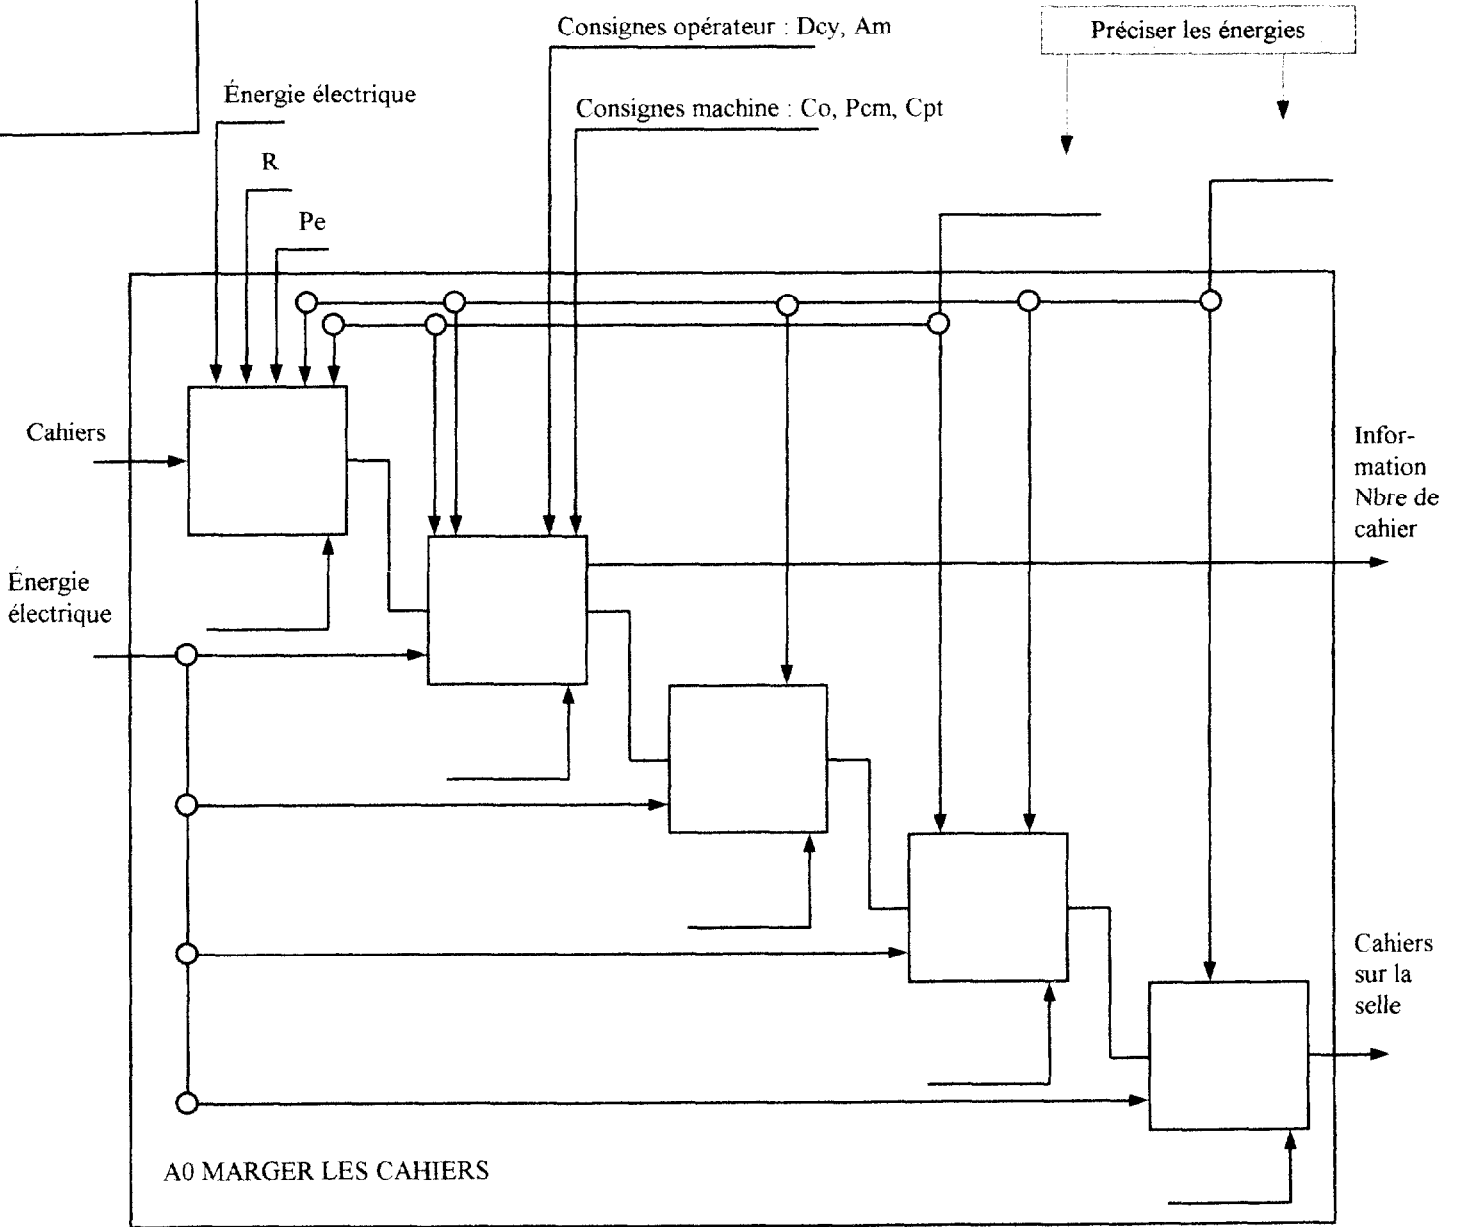 Consignes opérateur : Dcy, Am
Préciser les énergies
Énergie électrique
Consignes machine : Co, Pcm, Cpt
R
Pe
Cahiers
Infor-
mation
Nbre de
cahier
Énergie
électrique
Cahiers
sur la
selle
A0 MARGER LES CAHIERS